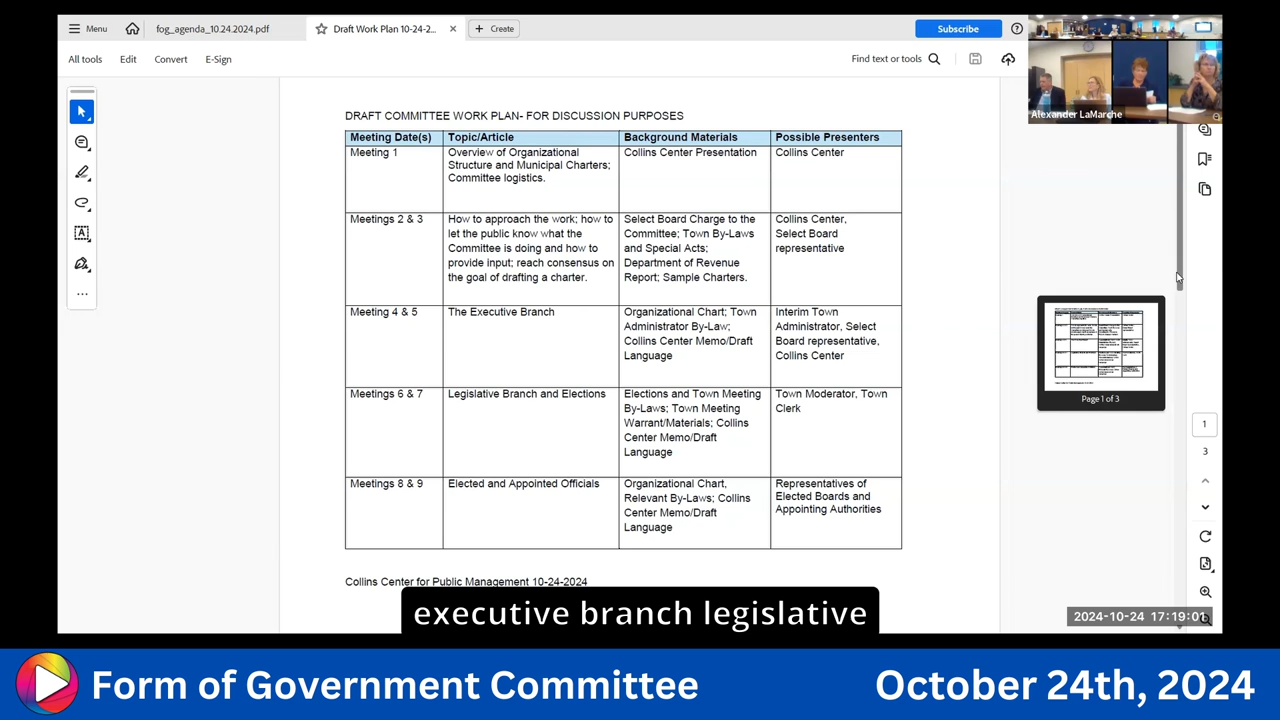 Menu
fog_agenda_10.24.2024.pdf
Draft Work Plan 10-24-2...
Create
Subscribe
All tools
Edit
Convert
E-Sign
Find text or tools
Alexander LaMarche
DRAFT COMMITTEE WORK PLAN- FOR DISCUSSION PURPOSES
Meeting Date(s)
Topic/Article
Background Materials
Possible Presenters
Meeting 1
Overview of Organizational
Structure and Municipal Charters;
Committee logistics.
Collins Center Presentation
Collins Center
Meetings 2 & 3
How to approach the work; how to
let the public know what the
Committee is doing and how to
provide input; reach consensus on
the goal of drafting a charter.
Select Board Charge to the
Committee; Town By-Laws
and Special Acts;
Department of Revenue
Report; Sample Charters.
Collins Center,
Select Board
representative
Meeting 4 & 5
The Executive Branch
Organizational Chart; Town
Administrator By-Law;
Collins Center Memo/Draft
Language
Interim Town
Administrator, Select
Board representative,
Collins Center
Meetings 6 & 7
Legislative Branch and Elections
Elections and Town Meeting
By-Laws; Town Meeting
Warrant/Materials; Collins
Center Memo/Draft
Language
Town Moderator, Town
Clerk
Meetings 8 & 9
Elected and Appointed Officials
Organizational Chart,
Relevant By-Laws; Collins
Center Memo/Draft
Language
Representatives of
Elected Boards and
Appointing Authorities
Collins Center for Public Management 10-24-2024
Page 1 of 3
1
3
executive branch legislative
2024-10-24 17:19:01
Form of Government Committee
October 24th, 2024